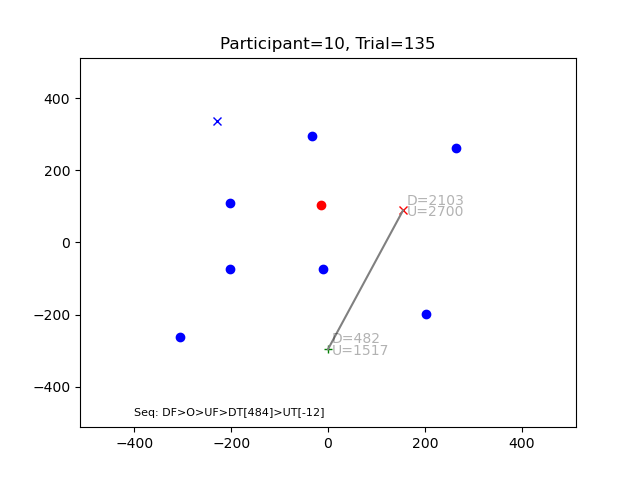 Participant=10, Trial=135
400
200
0
−200
−400
D=2103
U=2700
D=482
U=1517
Seq: DF>O>UF>DT[484]>UT[-12]
−400 −200 0 200 400